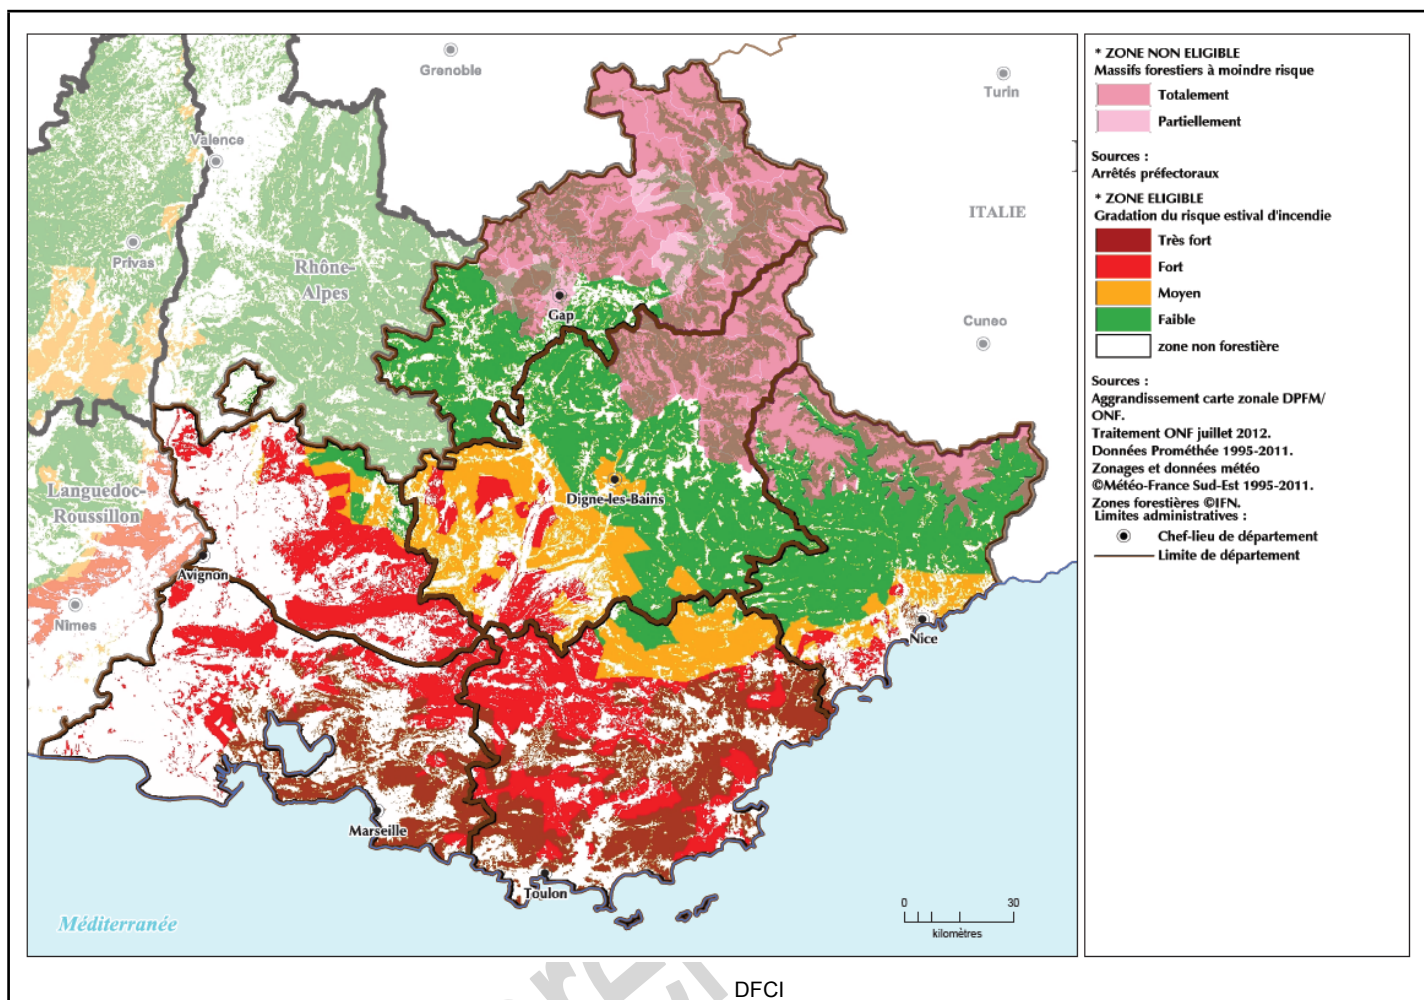 Grenoble
Turin
Valence
ITALIE
Privas
Rhône-
Alpes
Gap
Cuneo
Digne-les-Bains
Languedoc-
Roussillon
Avignon
Nîmes
Nice
Marseille
Toulon
Méditerranée
0 30
kilomètres
* ZONE NON ELIGIBLE
Massifs forestiers à moindre risque
Totalement
Partiellement
Sources :
Arrêtés préfectoraux
* ZONE ELIGIBLE
Gradation du risque estival d'incendie
Très fort
Fort
Moyen
Faible
zone non forestière
Sources :
Aggrandissement carte zonale DPFM/
ONF.
Traitement ONF juillet 2012.
Données Prométhée 1995-2011.
Zonages et données météo
©Météo-France Sud-Est 1995-2011.
Zones forestières ©IFN.
Limites administratives :
Chef-lieu de département
Limite de département
DFCI